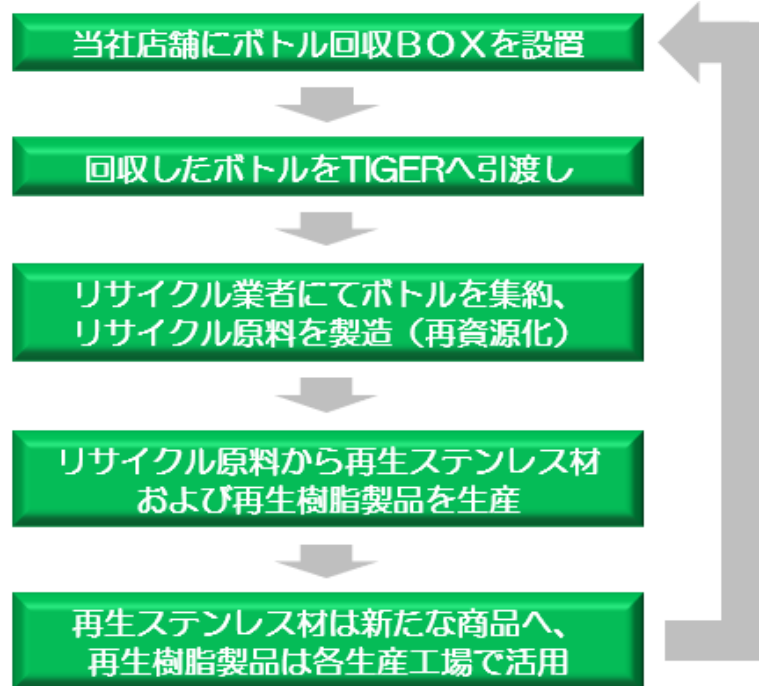 当社店舗にボトル回収ＢＯＸを設置
回収したボトルをTIGERへ引渡し
リサイクル業者にてボトルを集約、
リサイクル原料を製造（再資源化）
リサイクル原料から再生ステンレス材
および再生樹脂製品を生産
再生ステンレス材は新たな商品へ、
再生樹脂製品は各生産工場で活用